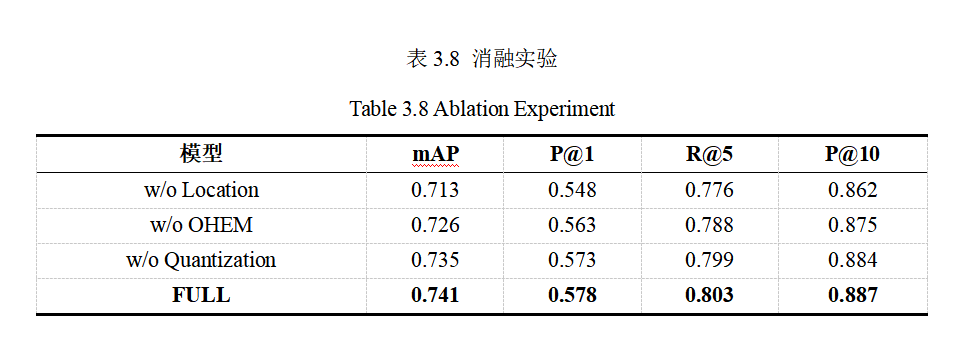 表 3.8 消融实验
Table 3.8 Ablation Experiment
模型 mAP P@1 R@5 P@10
w/o Location 0.713 0.548 0.776 0.862
w/o OHEM 0.726 0.563 0.788 0.875
w/o Quantization 0.735 0.573 0.799 0.884
FULL 0.741 0.578 0.803 0.887